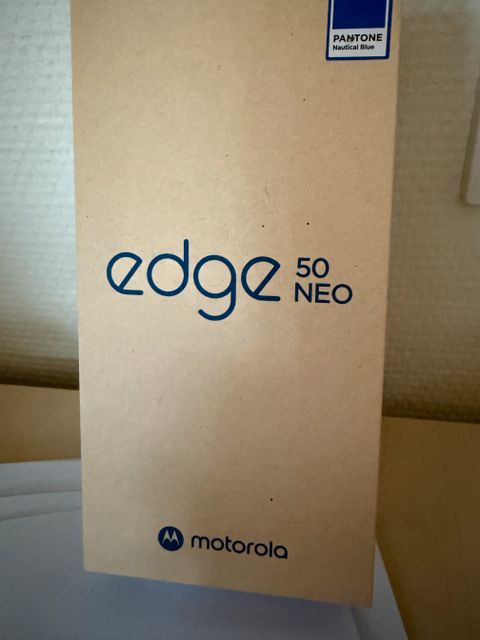 PANTONE
Nautical Blue
edge 50
NEO
motorola